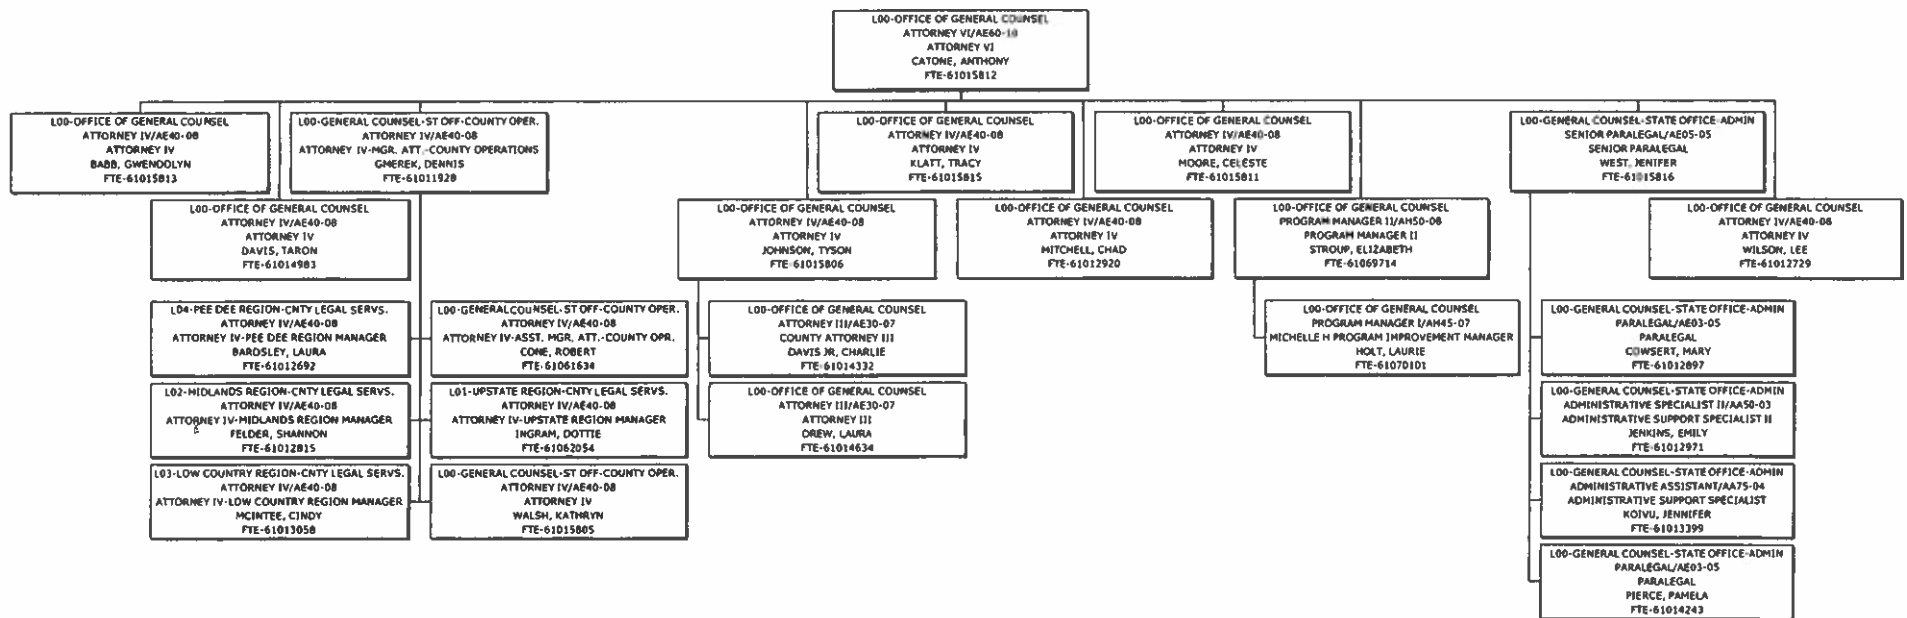 L00-OFFICE OF GENERAL COUNSEL
ATTORNEY VI/AE60-10
ATTORNEY VI
CATONE, ANTHONY
FTE-61015812
L00-OFFICE OF GENERAL COUNSEL
ATTORNEY IV/AE40-08
ATTORNEY IV
BABB, GWENDOLYN
FTE-61015813
L00-GENERAL COUNSEL-ST OFF-COUNTY OPER.
ATTORNEY IV/AE40-08
ATTORNEY IV-MGR. ATT.-COUNTY OPERATIONS
GMEREK, DENNIS
FTE-61011928
L00-OFFICE OF GENERAL COUNSEL
ATTORNEY IV/AE40-08
ATTORNEY IV
KLATT, TRACY
FTE-61015815
L00-OFFICE OF GENERAL COUNSEL
ATTORNEY IV/AE40-08
ATTORNEY IV
MOORE, CELESTE
FTE-61015811
L00-GENERAL COUNSEL-STATE OFFICE-ADMIN
SENIOR PARALEGAL/AE05-05
SENIOR PARALEGAL
WEST, JENIFER
FTE-61015816
L00-OFFICE OF GENERAL COUNSEL
ATTORNEY IV/AE40-08
ATTORNEY IV
DAVIS, TARON
FTE-61014983
L00-OFFICE OF GENERAL COUNSEL
ATTORNEY IV/AE40-08
ATTORNEY IV
JOHNSON, TYSON
FTE-61015806
L00-OFFICE OF GENERAL COUNSEL
ATTORNEY IV/AE40-08
ATTORNEY IV
MITCHELL, CHAD
FTE-61012920
L00-OFFICE OF GENERAL COUNSEL
PROGRAM MANAGER II/AH50-08
PROGRAM MANAGER II
STROUP, ELIZABETH
FTE-61069714
L00-OFFICE OF GENERAL COUNSEL
ATTORNEY IV/AE40-08
ATTORNEY IV
WILSON, LEE
FTE-61012729
L04-PEE DEE REGION-CNTY LEGAL SERVS.
ATTORNEY IV/AE40-08
ATTORNEY IV-PEE DEE REGION MANAGER
BARDSLEY, LAURA
FTE-61012692
L00-GENERAL COUNSEL-ST OFF-COUNTY OPER.
ATTORNEY IV/AE40-08
ATTORNEY IV-ASST. MGR. ATT.-COUNTY OPR.
CONE, ROBERT
FTE-61061634
L00-OFFICE OF GENERAL COUNSEL
ATTORNEY III/AE30-07
COUNTY ATTORNEY III
DAVIS JR, CHARLIE
FTE-61014332
L00-OFFICE OF GENERAL COUNSEL
PROGRAM MANAGER I/AH45-07
MICHELLE H PROGRAM IMPROVEMENT MANAGER
HOLT, LAURIE
FTE-61070101
L00-GENERAL COUNSEL-STATE OFFICE-ADMIN
PARALEGAL/AE03-05
PARALEGAL
COWSERT, MARY
FTE-61012897
L02-MIDLANDS REGION-CNTY LEGAL SERVS.
ATTORNEY IV/AE40-08
ATTORNEY IV-MIDLANDS REGION MANAGER
FELDER, SHANNON
FTE-61012815
L01-UPSTATE REGION-CNTY LEGAL SERVS.
ATTORNEY IV/AE40-08
ATTORNEY IV-UPSTATE REGION MANAGER
INGRAM, DOTTIE
FTE-61062054
L00-OFFICE OF GENERAL COUNSEL
ATTORNEY III/AE30-07
ATTORNEY III
DREW, LAURA
FTE-61014634
L00-GENERAL COUNSEL-STATE OFFICE-ADMIN
ADMINISTRATIVE SPECIALIST II/AA50-03
ADMINISTRATIVE SUPPORT SPECIALIST II
JENKINS, EMILY
FTE-61012971
L03-LOW COUNTRY REGION-CNTY LEGAL SERVS.
ATTORNEY IV/AE40-08
ATTORNEY IV-LOW COUNTRY REGION MANAGER
MCINTEE, CINDY
FTE-61013058
L00-GENERAL COUNSEL-ST OFF-COUNTY OPER.
ATTORNEY IV/AE40-08
ATTORNEY IV
WALSH, KATHRYN
FTE-61015805
L00-GENERAL COUNSEL-STATE OFFICE-ADMIN
ADMINISTRATIVE ASSISTANT/AA75-04
ADMINISTRATIVE SUPPORT SPECIALIST
KOIVU, JENNIFER
FTE-61013399
L00-GENERAL COUNSEL-STATE OFFICE-ADMIN
PARALEGAL/AE03-05
PARALEGAL
PIERCE, PAMELA
FTE-61014243